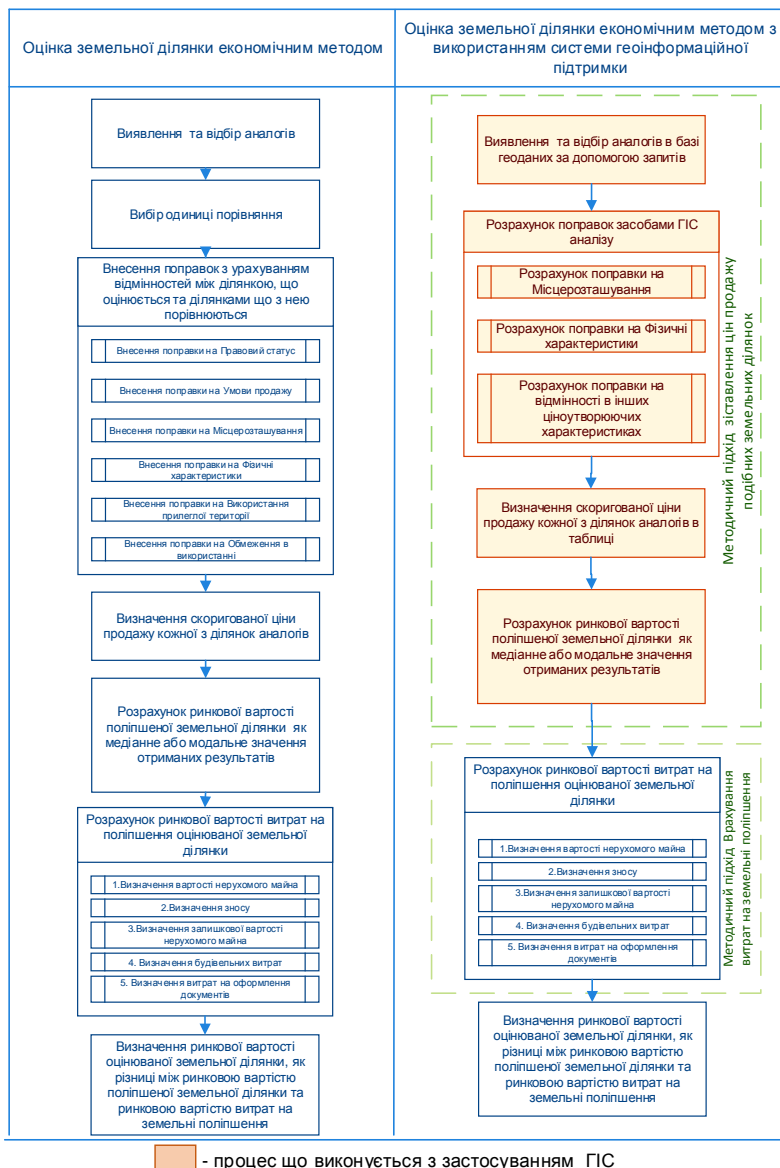 Оцінка земельної ділянки економічним методом
Оцінка земельної ділянки економічним методом з
використанням системи геоінформаційної
підтримки
Виявлення та відбір аналогів
Вибір одиниці порівняння
Внесення поправок з урахуванням
відмінностей між ділянкою, що
оцінюється та ділянками що з нею
порівнюються
Внесення поправки на Правовий статус
Внесення поправки на Умови продажу
Внесення поправки на Місцерозташування
Внесення поправки на Фізичні
характеристики
Внесення поправки на Використання
прилеглої території
Внесення поправки на Обмеження в
використанні
Визначення скоригованої ціни
продажу кожної з ділянок аналогів
Розрахунок ринкової вартості
поліпшеної земельної ділянки як
медіанне або модальне значення
отриманих результатів
Розрахунок ринкової вартості витрат на
поліпшення оцінюваної земельної
ділянки
1.Визначення вартості нерухомого майна
2.Визначення зносу
3.Визначення залишкової вартості
нерухомого майна
4. Визначення будівельних витрат
5. Визначення витрат на оформлення
документів
Визначення ринкової вартості
оцінюваної земельної ділянки, як
різниці між ринковою вартістю
поліпшеної земельної ділянки та
ринковою вартістю витрат на
земельні поліпшення
Виявлення та відбір аналогів в базі
геоданих за допомогою запитів
Розрахунок поправок засобами ГІС
аналізу
Розрахунок поправки на
Місцерозташування
Розрахунок поправки на Фізичні
характеристики
Розрахунок поправки на
відмінності в інших
ціноутворюючих
характеристиках
Визначення скоригованої ціни
продажу кожної з ділянок аналогів в
таблиці
Розрахунок ринкової вартості
поліпшеної земельної ділянки як
медіанне або модальне значення
отриманих результатів
Методичний підхід зіставлення цін продажу
подібних земельних ділянок
Розрахунок ринкової вартості витрат на
поліпшення оцінюваної земельної
ділянки
1.Визначення вартості нерухомого майна
2.Визначення зносу
3.Визначення залишкової вартості
нерухомого майна
4. Визначення будівельних витрат
5. Визначення витрат на оформлення
документів
Методичний підхід Врахування
витрат на земельні поліпшення
Визначення ринкової вартості
оцінюваної земельної ділянки, як
різниці між ринковою вартістю
поліпшеної земельної ділянки та
ринковою вартістю витрат на
земельні поліпшення
- процес що виконується з застосуванням ГІС